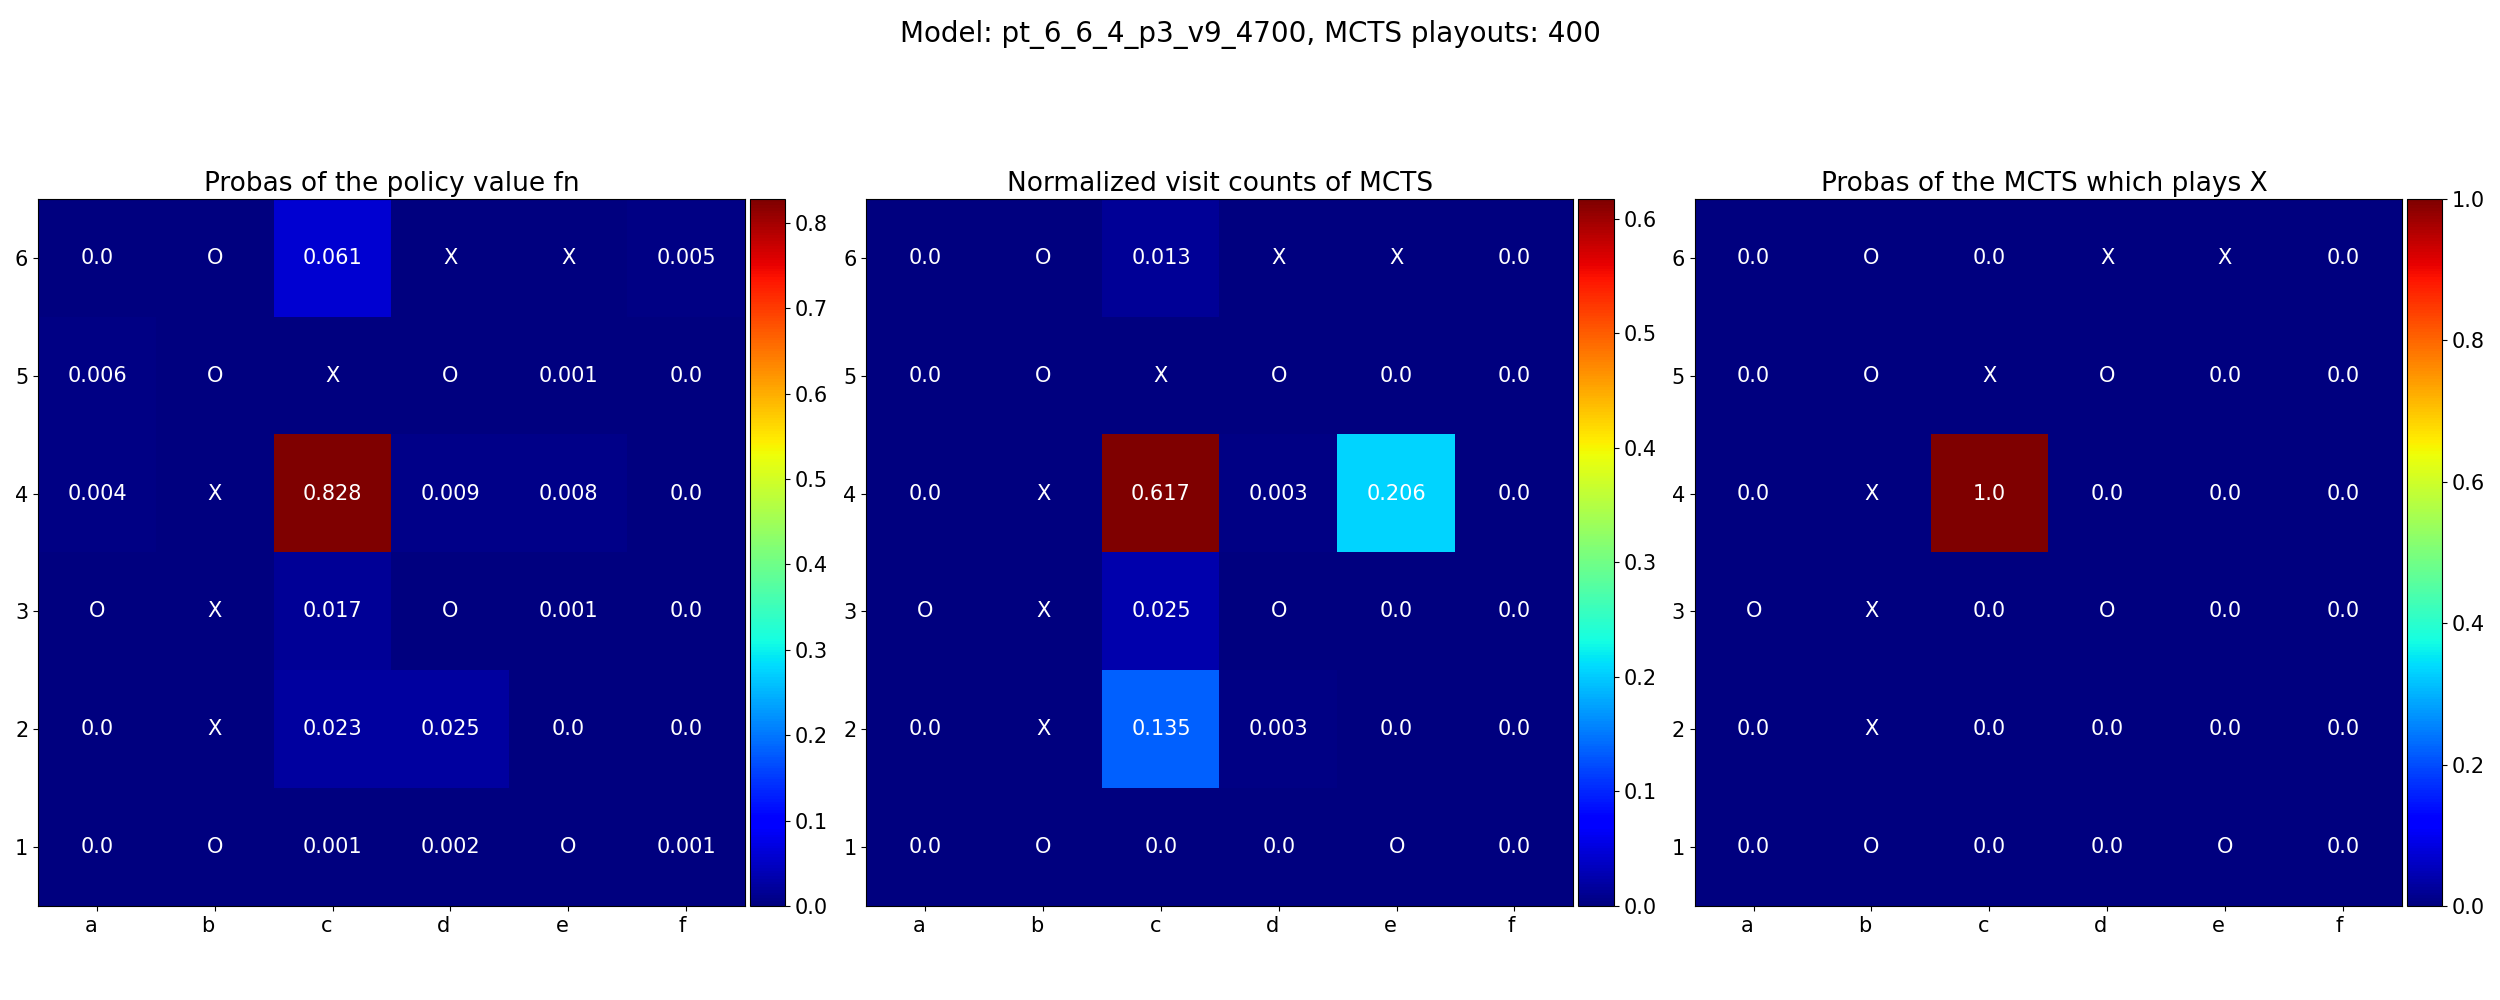 Model: pt_6_6_4_p3_v9_4700, MCTS playouts: 400
Probas of the policy value fn
6 0.0 O 0.061 X X 0.005
5 0.006 O X O 0.001 0.0
4 0.004 X 0.828 0.009 0.008 0.0
3 O X 0.017 O 0.001 0.0
2 0.0 X 0.023 0.025 0.0 0.0
1 0.0 O 0.001 0.002 O 0.001
a b c d e f
0.8
0.7
0.6
0.5
0.4
0.3
0.2
0.1
0.0
Normalized visit counts of MCTS
6 0.0 O 0.013 X X 0.0
5 0.0 O X O 0.0 0.0
4 0.0 X 0.617 0.003 0.206 0.0
3 O X 0.025 O 0.0 0.0
2 0.0 X 0.135 0.003 0.0 0.0
1 0.0 O 0.0 0.0 O 0.0
a b c d e f
0.6
0.5
0.4
0.3
0.2
0.1
0.0
Probas of the MCTS which plays X
6 0.0 O 0.0 X X 0.0
5 0.0 O X O 0.0 0.0
4 0.0 X 1.0 0.0 0.0 0.0
3 O X 0.0 O 0.0 0.0
2 0.0 X 0.0 0.0 0.0 0.0
1 0.0 O 0.0 0.0 O 0.0
a b c d e f
1.0
0.8
0.6
0.4
0.2
0.0